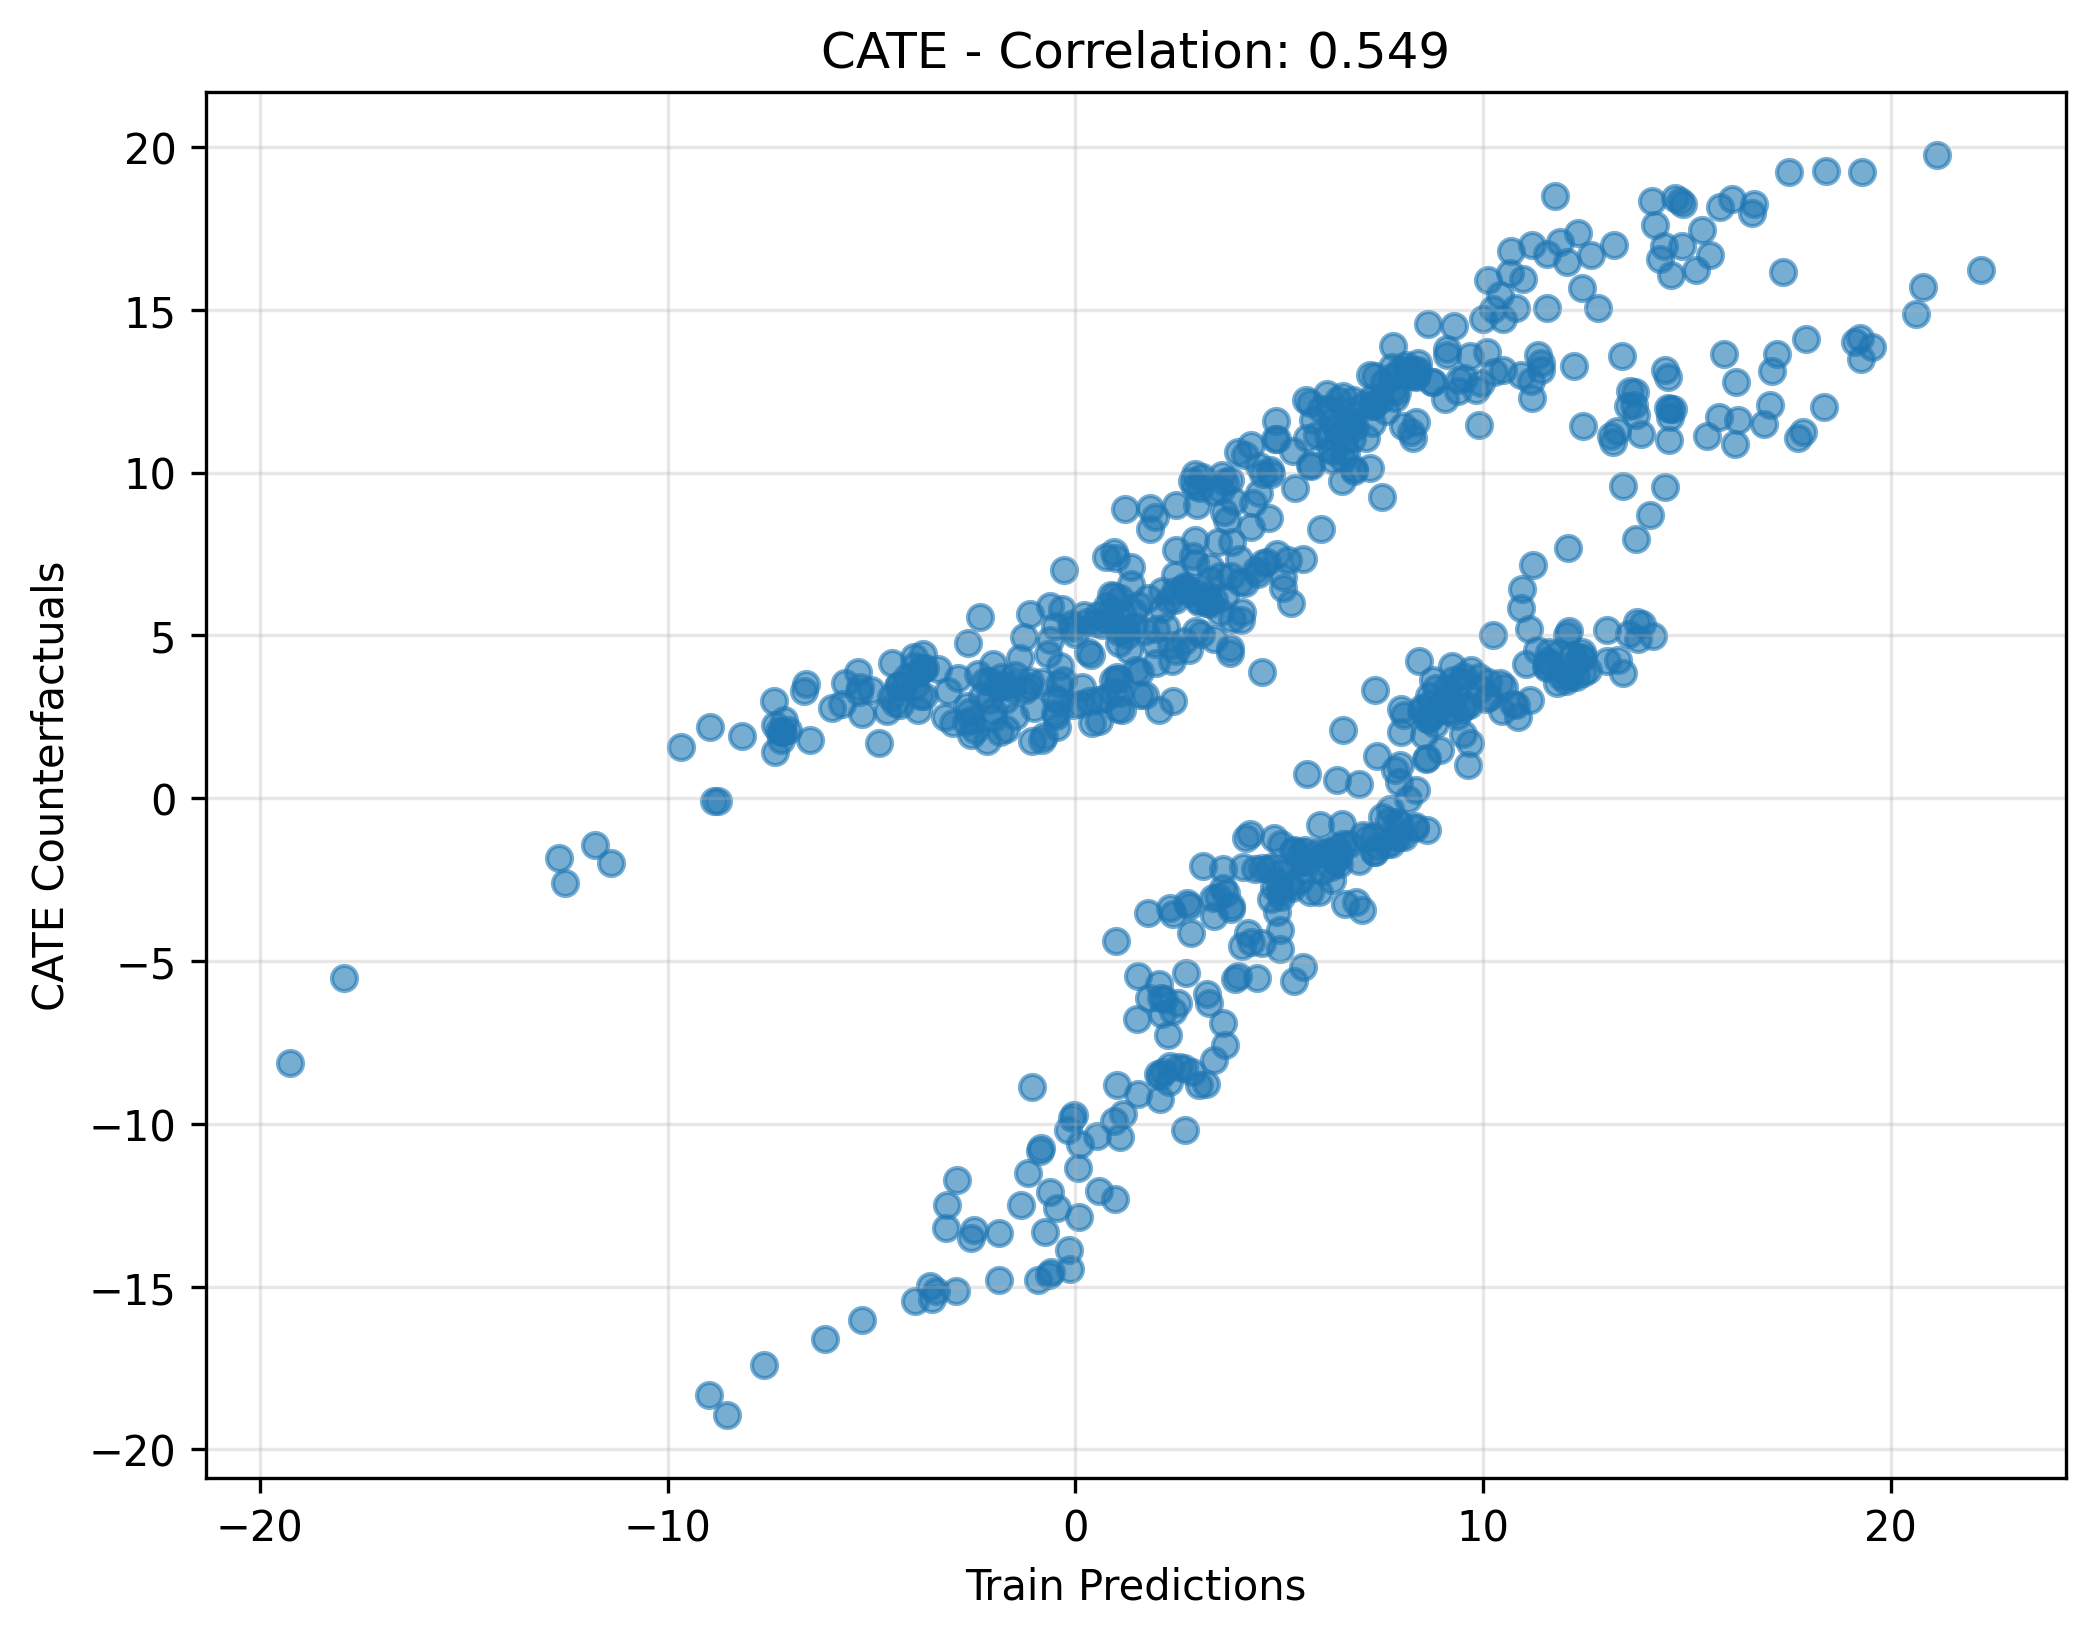 CATE - Correlation: 0.549
20
15
10
5
0
−5
−10
−15
−20
CATE Counterfactuals
−20 −10 0 10 20
Train Predictions